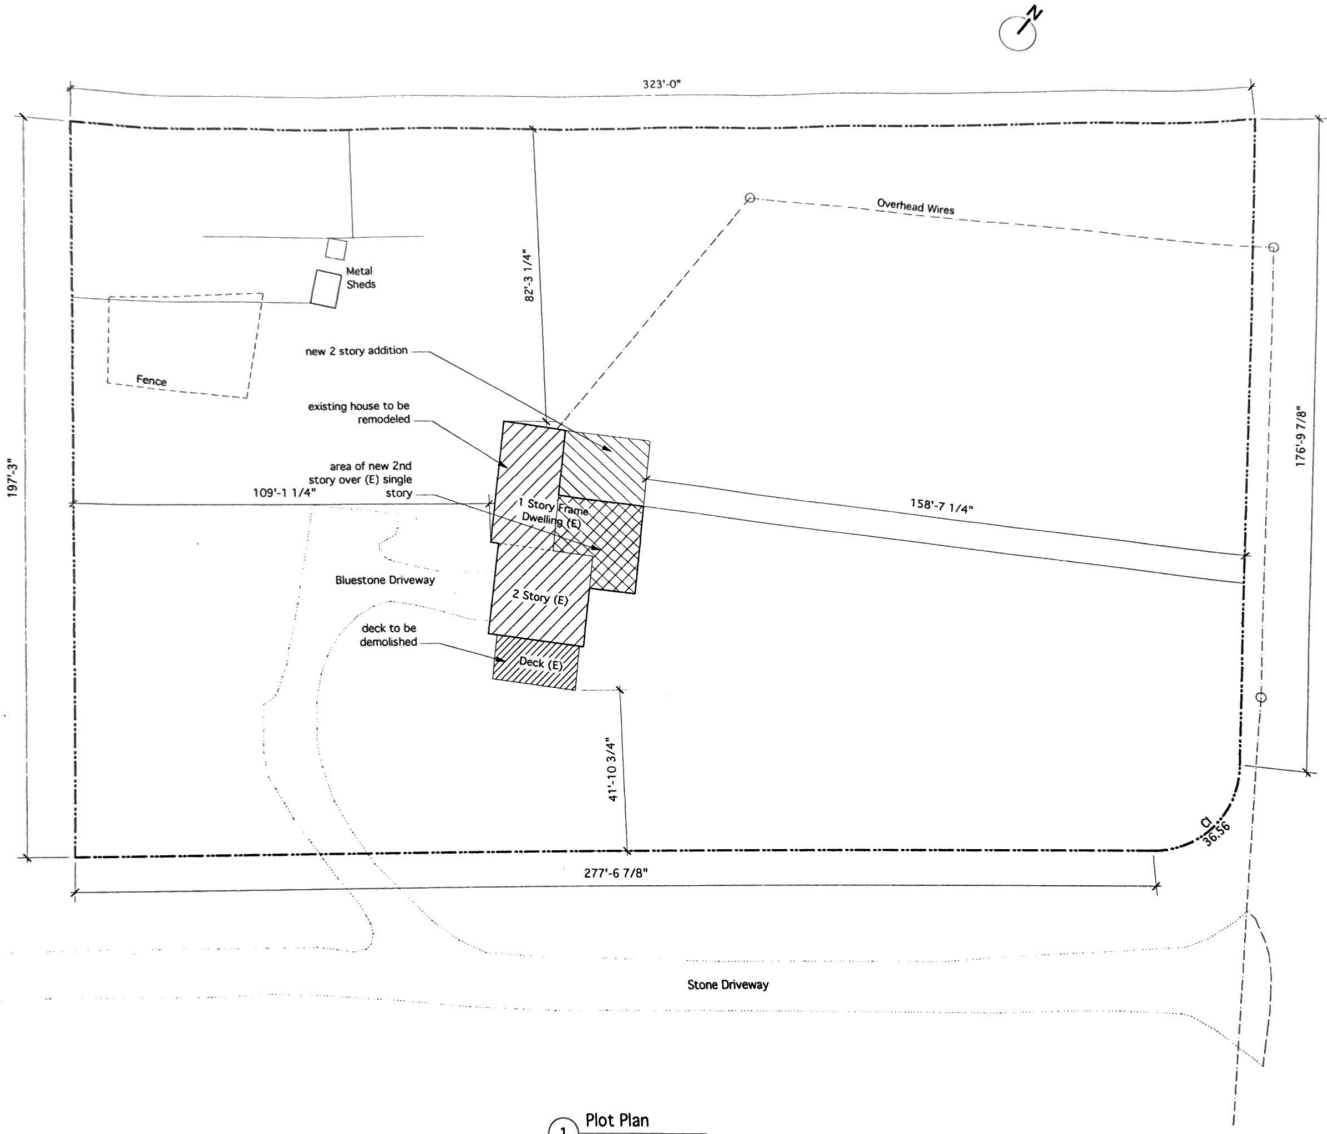 N
323'-0"
Overhead Wires
82'-3 1/4"
Metal
Sheds
new 2 story addition
Fence
existing house to be
remodeled
176'-9 7/8"
197'-3"
area of new 2nd
story over (E) single
story
109'-1 1/4"
158'-7 1/4"
1 Story Frame
Dwelling (E)
Bluestone Driveway
2 Story (E)
deck to be
demolished
Deck (E)
41'-10 3/4"
36.56
277'-6 7/8"
Stone Driveway
1
Plot Plan